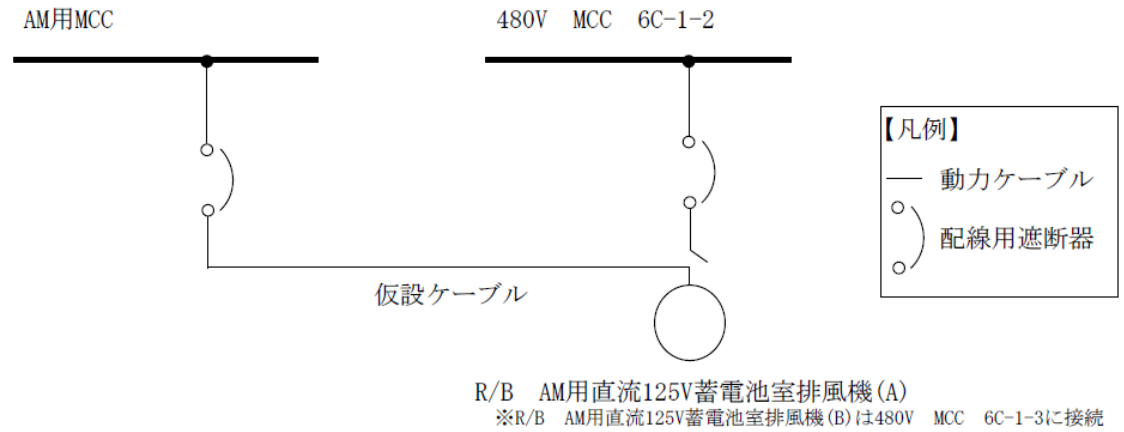 AM用MCC
480V　MCC　6C-1-2
【凡例】
動力ケーブル
配線用遮断器
仮設ケーブル
R/B　AM用直流125V蓄電池室排風機(A)
※R/B　AM用直流125V蓄電池室排風機(B)は480V　MCC　6C-1-3に接続